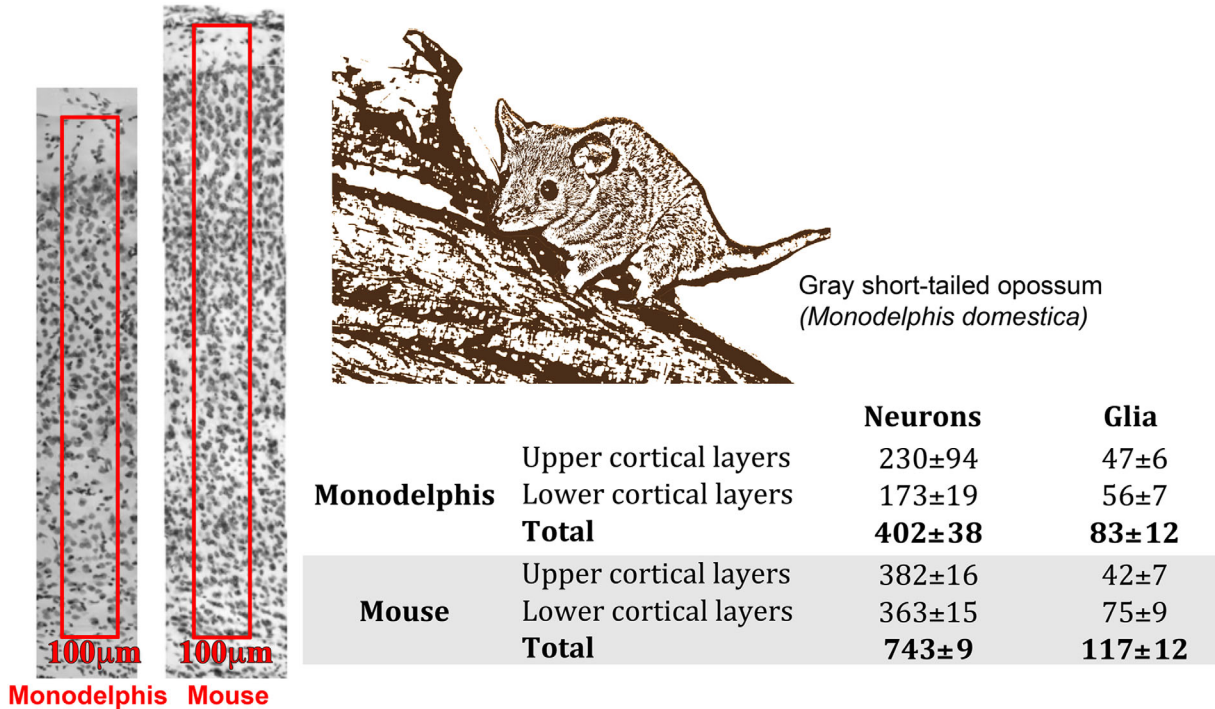 100µm
100µm
Monodelphis
Mouse
Gray short-tailed opossum
(Monodelphis domestica)
Neurons Glia
Monodelphis
Upper cortical layers 230±94 47±6
Lower cortical layers 173±19 56±7
Total 402±38 83±12
Mouse
Upper cortical layers 382±16 42±7
Lower cortical layers 363±15 75±9
Total 743±9 117±12